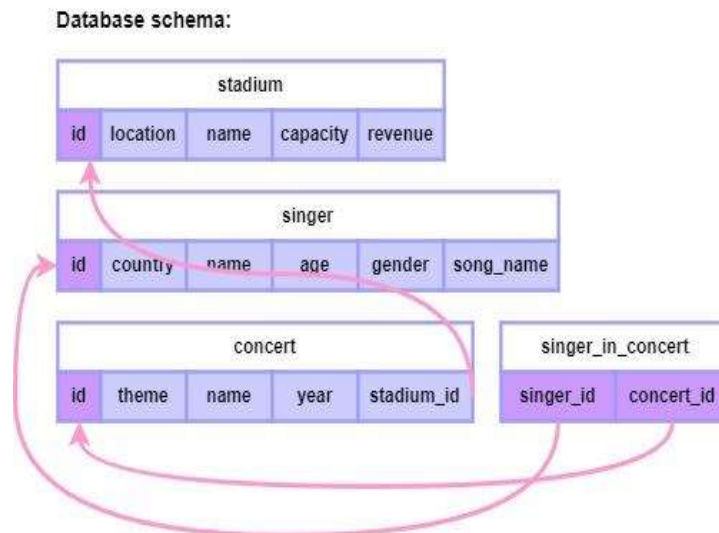 Database schema:
stadium
id location name capacity revenue
singer
id country name age gender song_name
concert
id theme name year stadium_id
singer_in_concert
singer_id concert_id